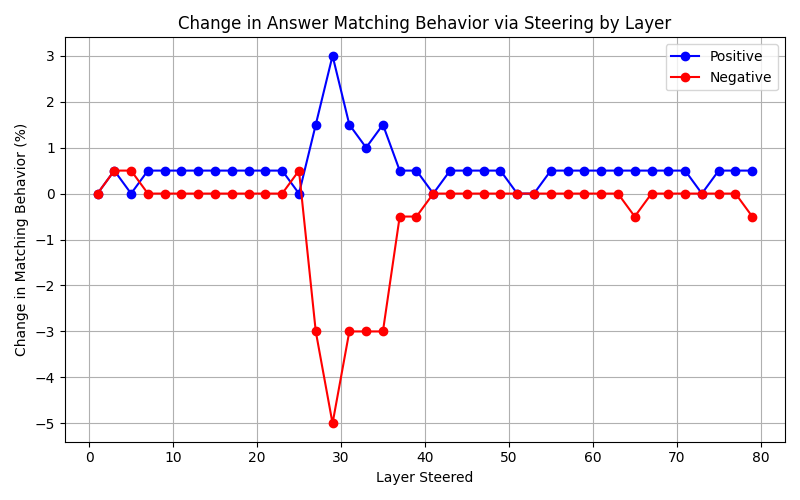 Change in Answer Matching Behavior via Steering by Layer
Positive
Negative
Change in Matching Behavior (%)
3
2
1
0
−1
−2
−3
−4
−5
0 10 20 30 40 50 60 70 80
Layer Steered